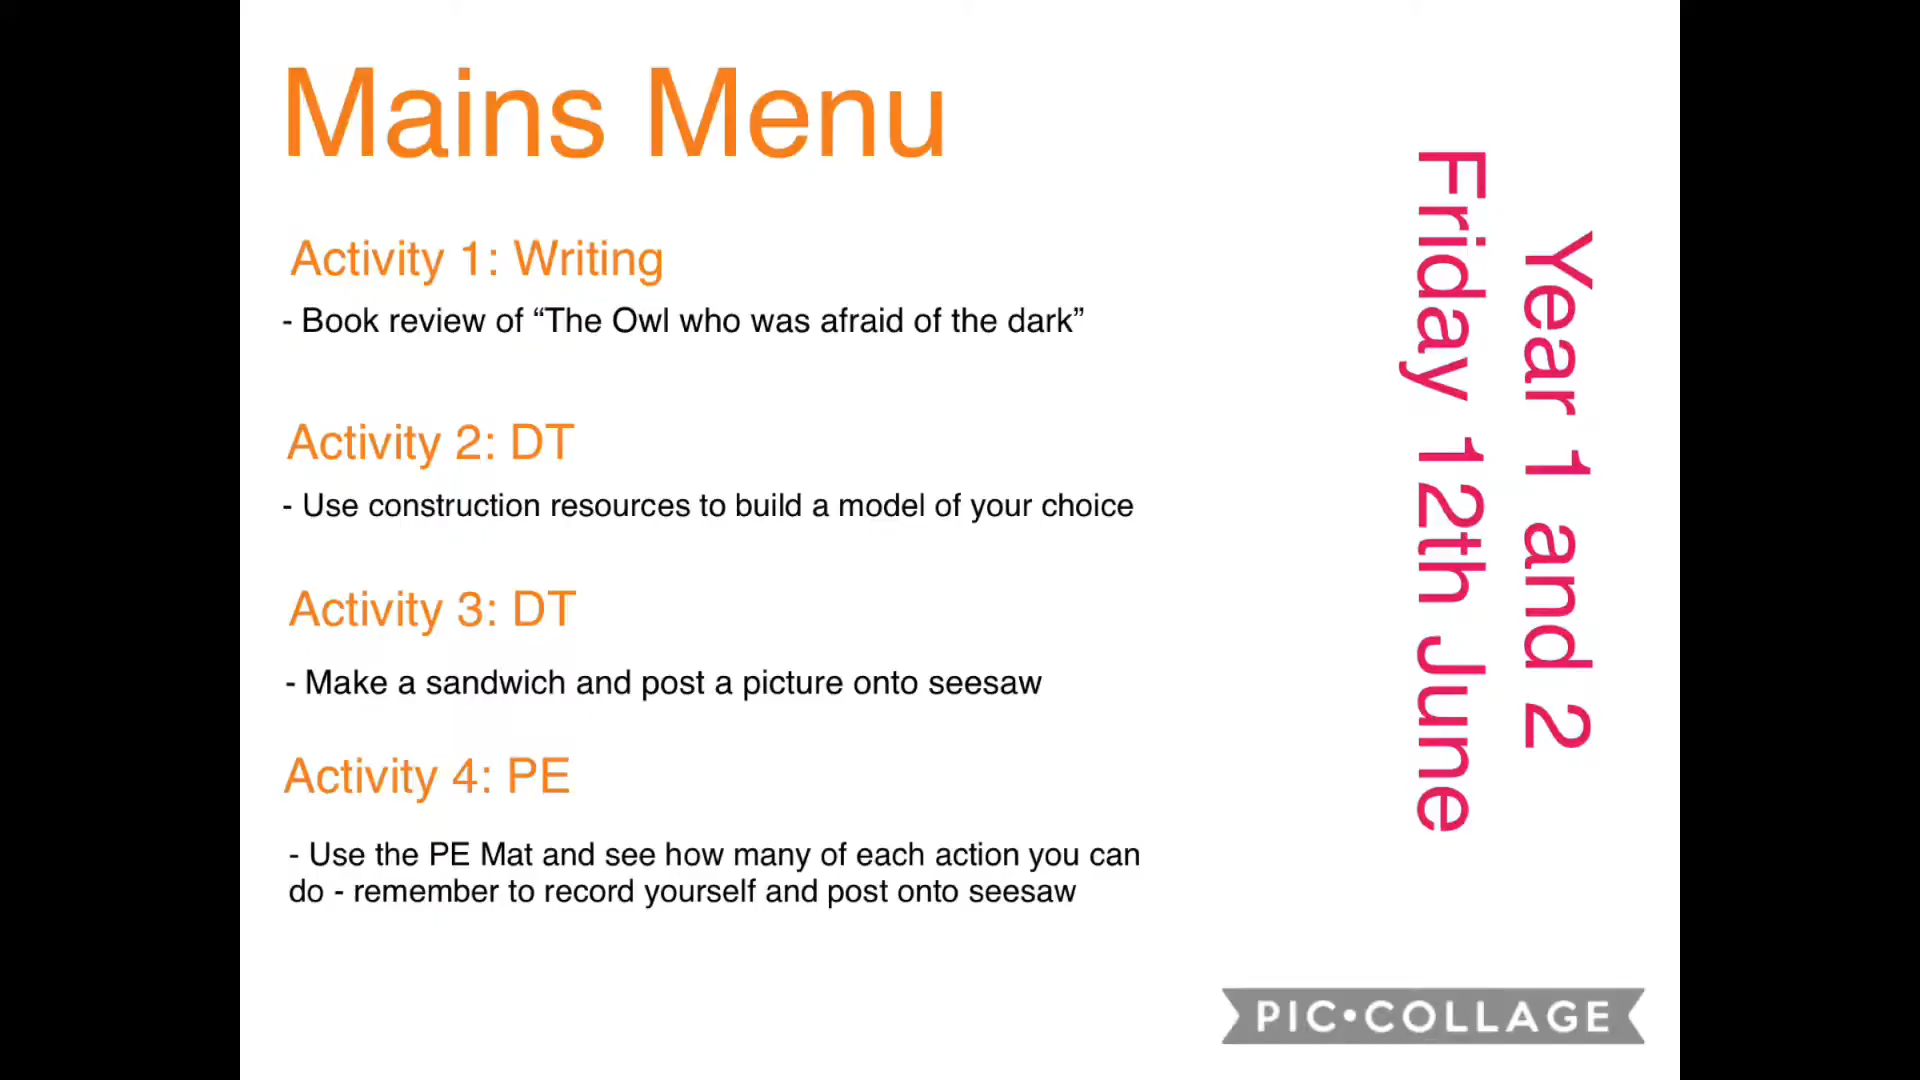 Mains Menu
Activity 1: Writing
- Book review of “The Owl who was afraid of the dark”
Activity 2: DT
- Use construction resources to build a model of your choice
Activity 3: DT
- Make a sandwich and post a picture onto seesaw
Activity 4: PE
- Use the PE Mat and see how many of each action you can
do - remember to record yourself and post onto seesaw
Year 1 and 2
Friday 12th June
PIC•COLLAGE